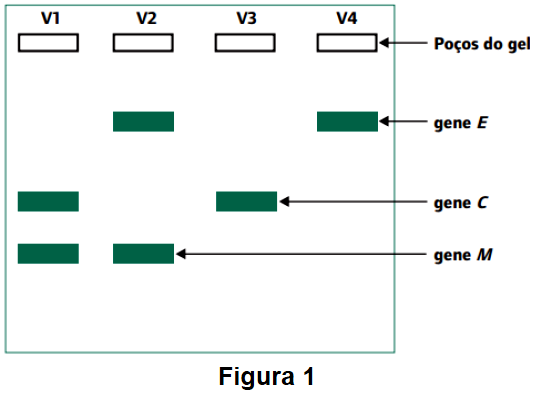 V1 V2 V3 V4
Poços do gel
gene E
gene C
gene M
Figura 1